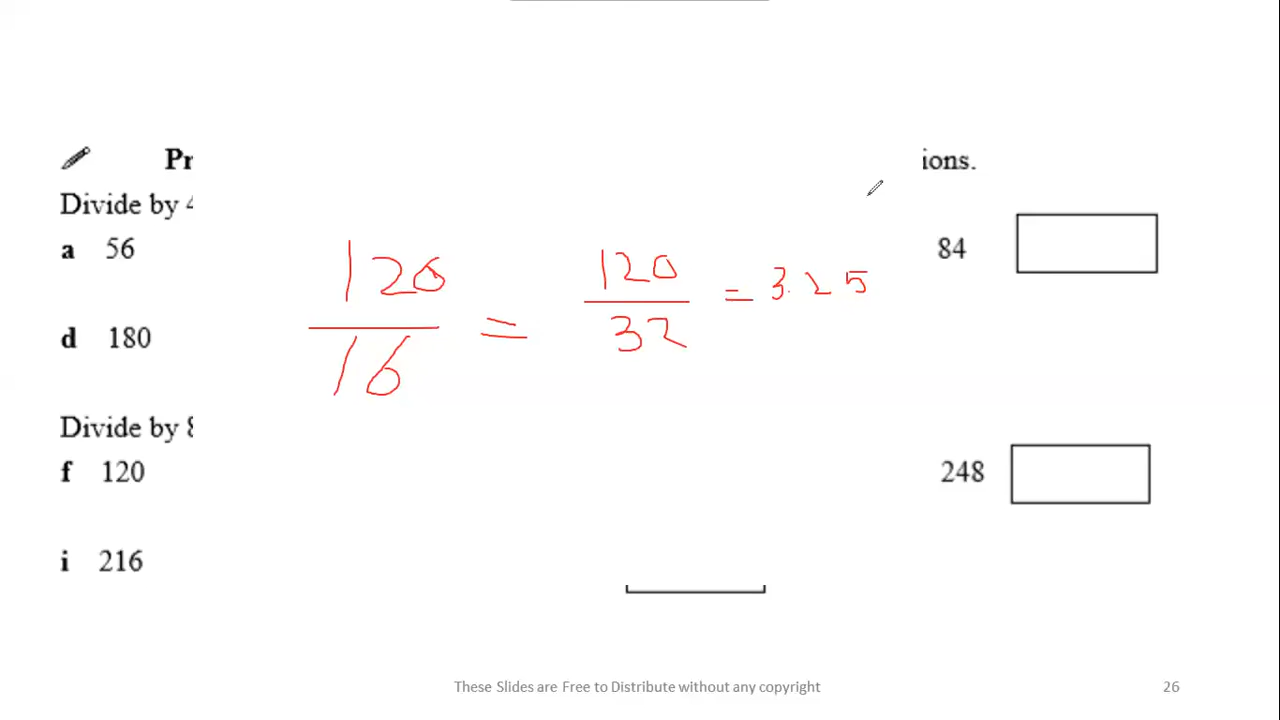 Pr ions.
Divide by 4
a 56 84
120/16 = 120/32 = 3.25
d 180
Divide by 8
f 120 248
i 216
These Slides are Free to Distribute without any copyright 26